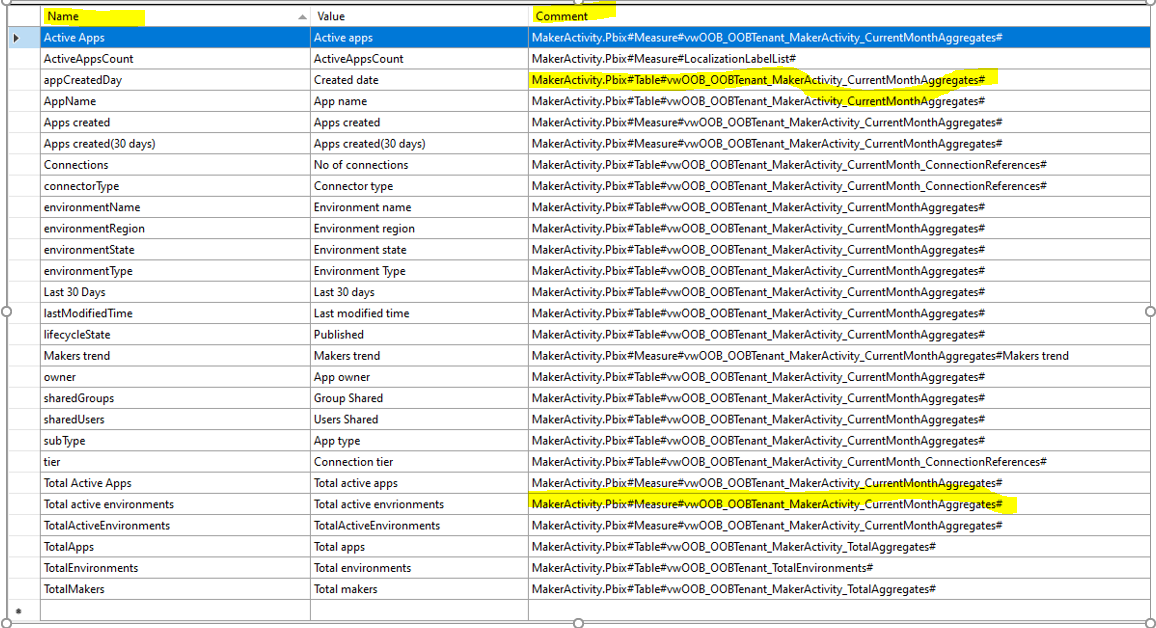 Name Value Comment
Active Apps Active apps MakerActivity.Pbix#Measure#vwOOB_OOBTenant_MakerActivity_CurrentMonthAggregates#
ActiveAppsCount ActiveAppsCount MakerActivity.Pbix#Measure#LocalizationLabelList#
appCreatedDay Created date MakerActivity.Pbix#Table#vwOOB_OOBTenant_MakerActivity_CurrentMonthAggregates#
AppName App name MakerActivity.Pbix#Table#vwOOB_OOBTenant_MakerActivity_CurrentMonthAggregates#
Apps created Apps created MakerActivity.Pbix#Measure#vwOOB_OOBTenant_MakerActivity_CurrentMonthAggregates#
Apps created(30 days) Apps created(30 days) MakerActivity.Pbix#Measure#vwOOB_OOBTenant_MakerActivity_CurrentMonthAggregates#
Connections No of connections MakerActivity.Pbix#Table#vwOOB_OOBTenant_MakerActivity_CurrentMonth_ConnectionReferences#
connectorType Connector type MakerActivity.Pbix#Table#vwOOB_OOBTenant_MakerActivity_CurrentMonth_ConnectionReferences#
environmentName Environment name MakerActivity.Pbix#Table#vwOOB_OOBTenant_MakerActivity_CurrentMonthAggregates#
environmentRegion Environment region MakerActivity.Pbix#Table#vwOOB_OOBTenant_MakerActivity_CurrentMonthAggregates#
environmentState Environment state MakerActivity.Pbix#Table#vwOOB_OOBTenant_MakerActivity_CurrentMonthAggregates#
environmentType Environment Type MakerActivity.Pbix#Table#vwOOB_OOBTenant_MakerActivity_CurrentMonthAggregates#
Last 30 Days Last 30 days MakerActivity.Pbix#Table#vwOOB_OOBTenant_MakerActivity_CurrentMonthAggregates#
lastModifiedTime Last modified time MakerActivity.Pbix#Table#vwOOB_OOBTenant_MakerActivity_CurrentMonthAggregates#
lifecycleState Published MakerActivity.Pbix#Table#vwOOB_OOBTenant_MakerActivity_CurrentMonthAggregates#
Makers trend Makers trend MakerActivity.Pbix#Measure#vwOOB_OOBTenant_MakerActivity_CurrentMonthAggregates#Makers trend
owner App owner MakerActivity.Pbix#Table#vwOOB_OOBTenant_MakerActivity_CurrentMonthAggregates#
sharedGroups Group Shared MakerActivity.Pbix#Table#vwOOB_OOBTenant_MakerActivity_CurrentMonthAggregates#
sharedUsers Users Shared MakerActivity.Pbix#Table#vwOOB_OOBTenant_MakerActivity_CurrentMonthAggregates#
subType App type MakerActivity.Pbix#Table#vwOOB_OOBTenant_MakerActivity_CurrentMonthAggregates#
tier Connection tier MakerActivity.Pbix#Table#vwOOB_OOBTenant_MakerActivity_CurrentMonth_ConnectionReferences#
Total Active Apps Total active apps MakerActivity.Pbix#Measure#vwOOB_OOBTenant_MakerActivity_CurrentMonthAggregates#
Total active environments Total active envrionments MakerActivity.Pbix#Measure#vwOOB_OOBTenant_MakerActivity_CurrentMonthAggregates#
TotalActiveEnvironments TotalActiveEnvironments MakerActivity.Pbix#Measure#vwOOB_OOBTenant_MakerActivity_CurrentMonthAggregates#
TotalApps Total apps MakerActivity.Pbix#Table#vwOOB_OOBTenant_MakerActivity_TotalAggregates#
TotalEnvironments Total environments MakerActivity.Pbix#Table#vwOOB_OOBTenant_TotalEnvironments#
TotalMakers Total makers MakerActivity.Pbix#Table#vwOOB_OOBTenant_MakerActivity_TotalAggregates#